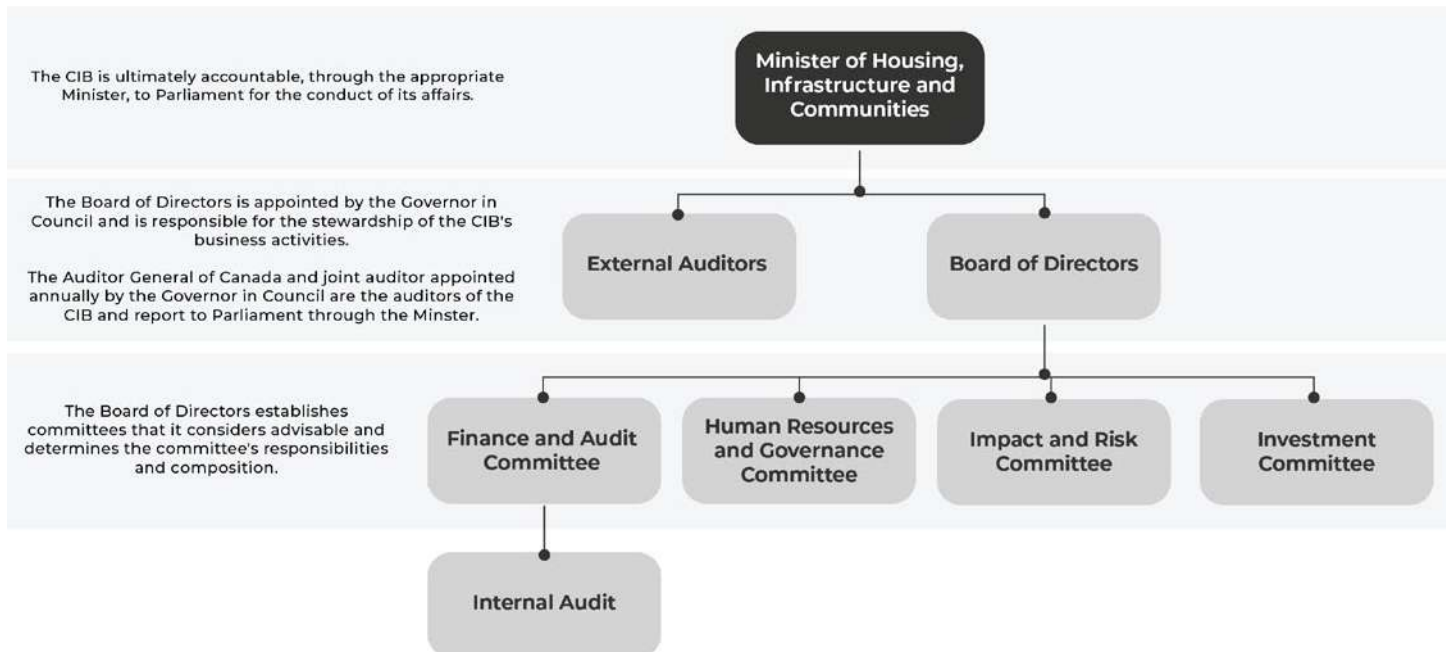 The CIB is ultimately accountable, through the appropriate
Minister, to Parliament for the conduct of its affairs.
Minister of Housing,
Infrastructure and
Communities
The Board of Directors is appointed by the Governor in
Council and is responsible for the stewardship of the CIB's
business activities.
The Auditor General of Canada and joint auditor appointed
annually by the Governor in Council are the auditors of the
CIB and report to Parliament through the Minster.
External Auditors
Board of Directors
The Board of Directors establishes
committees that it considers advisable and
determines the committee's responsibilities
and composition.
Finance and Audit
Committee
Human Resources
and Governance
Committee
Impact and Risk
Committee
Investment
Committee
Internal Audit